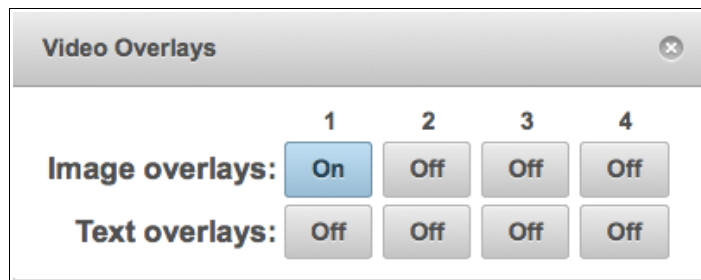 Video Overlays
1 2 3 4
Image overlays: On Off Off Off
Text overlays: Off Off Off Off